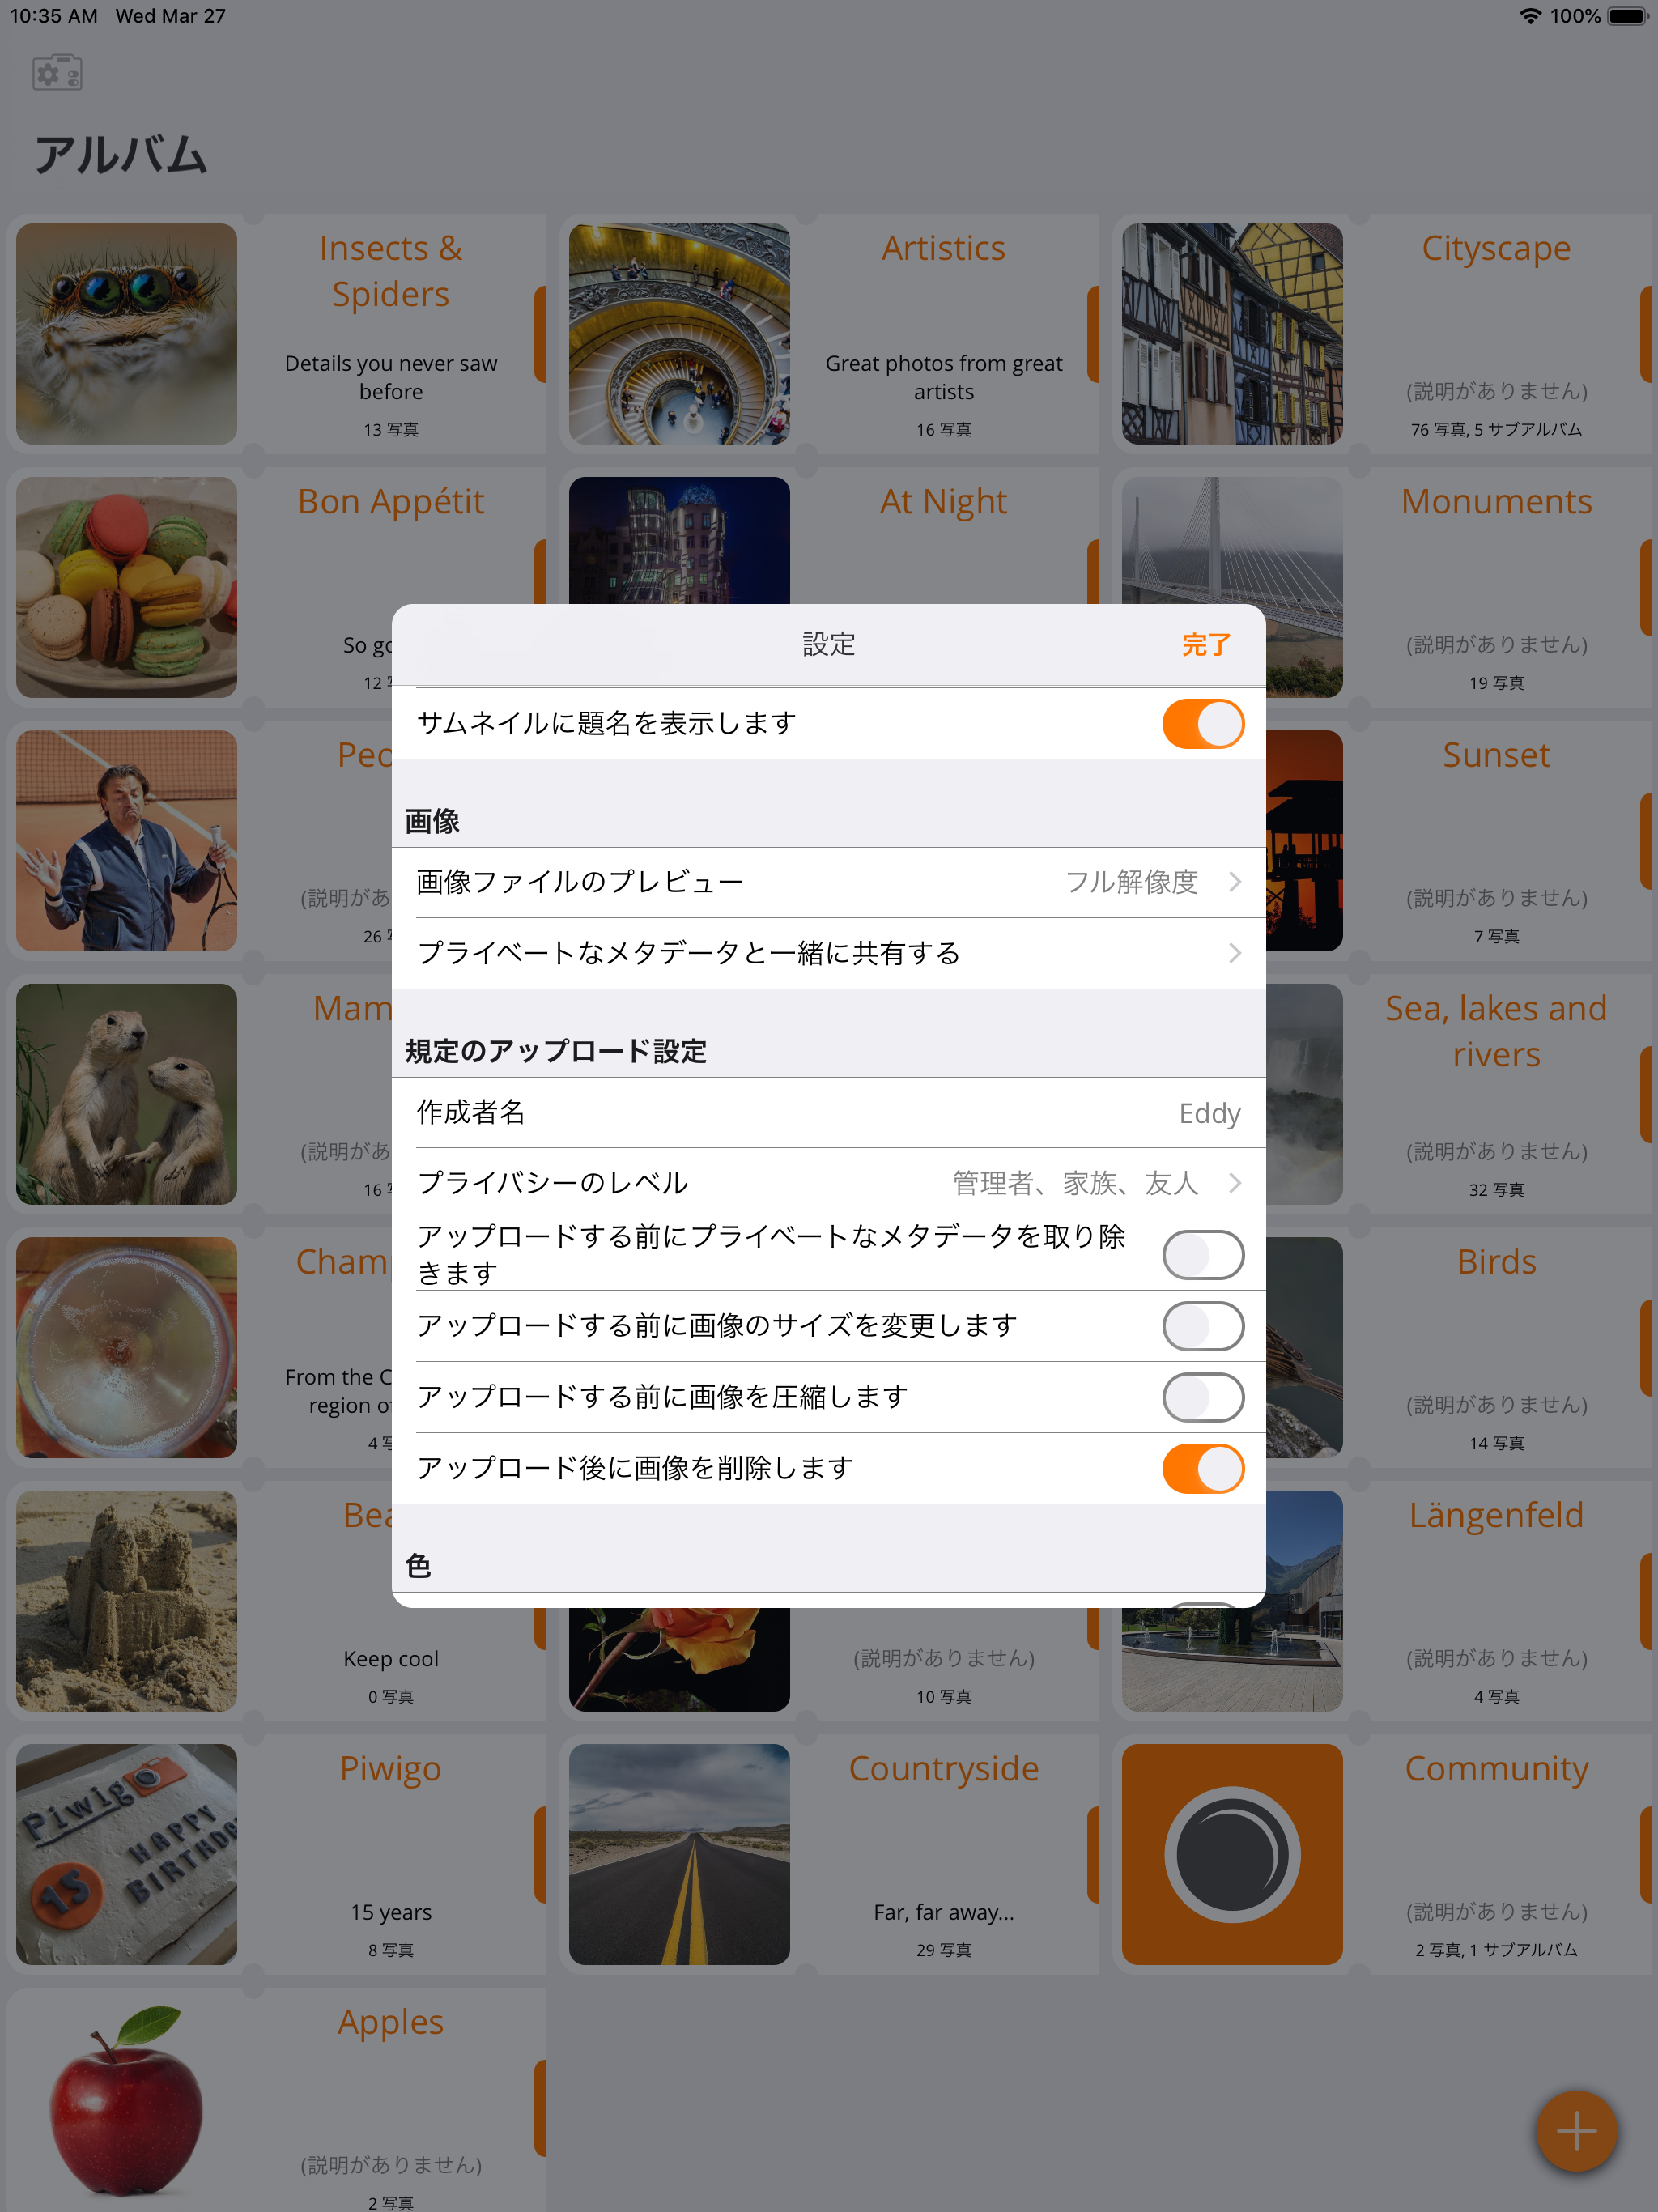 10:35 AM Wed Mar 27
100%
アルバム
Insects &
Spiders
Details you never saw
before
13 写真
Artistics
Great photos from great
artists
16 写真
Cityscape
(説明がありません)
76 写真, 5 サブアルバム
Bon Appétit
So go
12
At Night
Monuments
(説明がありません)
19 写真
Peo
(説明があ
26
Sunset
(説明がありません)
7 写真
Mam
(説明があ
16
Sea, lakes and
rivers
(説明がありません)
32 写真
Cham
From the C
region o
4 写
Birds
(説明がありません)
14 写真
Bea
Keep cool
0 写真
(説明がありません)
10 写真
Längenfeld
(説明がありません)
4 写真
Piwigo
HAPPY
BIRTHDA
15
Piwigo
15 years
8 写真
Countryside
Far, far away...
29 写真
Community
(説明がありません)
2 写真, 1 サブアルバム
Apples
(説明がありません)
2 写真
設定
完了
サムネイルに題名を表示します
画像
画像ファイルのプレビュー フル解像度
プライベートなメタデータと一緒に共有する
規定のアップロード設定
作成者名 Eddy
プライバシーのレベル 管理者、家族、友人
アップロードする前にプライベートなメタデータを取り除
きます
アップロードする前に画像のサイズを変更します
アップロードする前に画像を圧縮します
アップロード後に画像を削除します
色